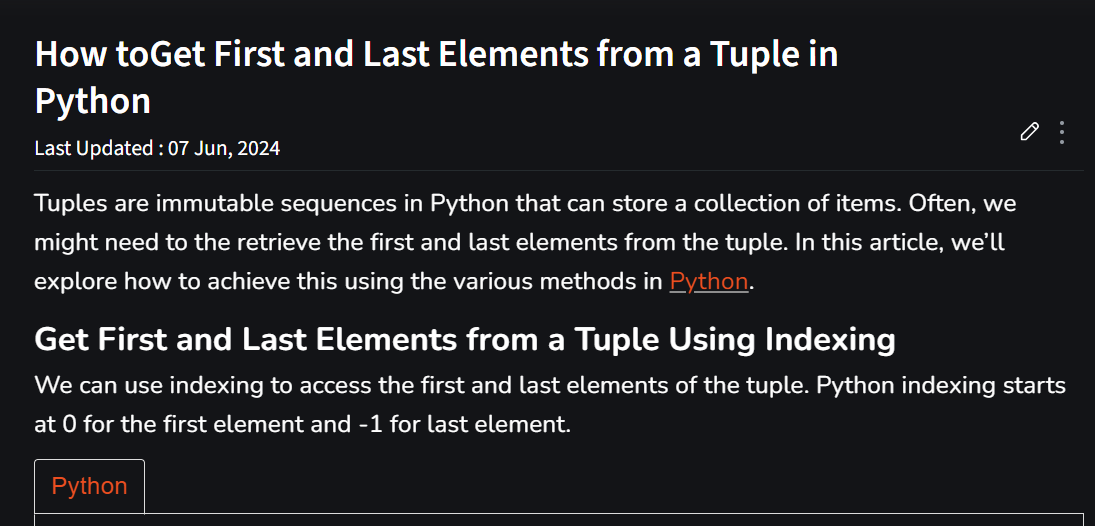 How toGet First and Last Elements from a Tuple in
Python
Last Updated : 07 Jun, 2024
Tuples are immutable sequences in Python that can store a collection of items. Often, we
might need to the retrieve the first and last elements from the tuple. In this article, we’ll
explore how to achieve this using the various methods in Python.
Get First and Last Elements from a Tuple Using Indexing
We can use indexing to access the first and last elements of the tuple. Python indexing starts
at 0 for the first element and -1 for last element.
Python